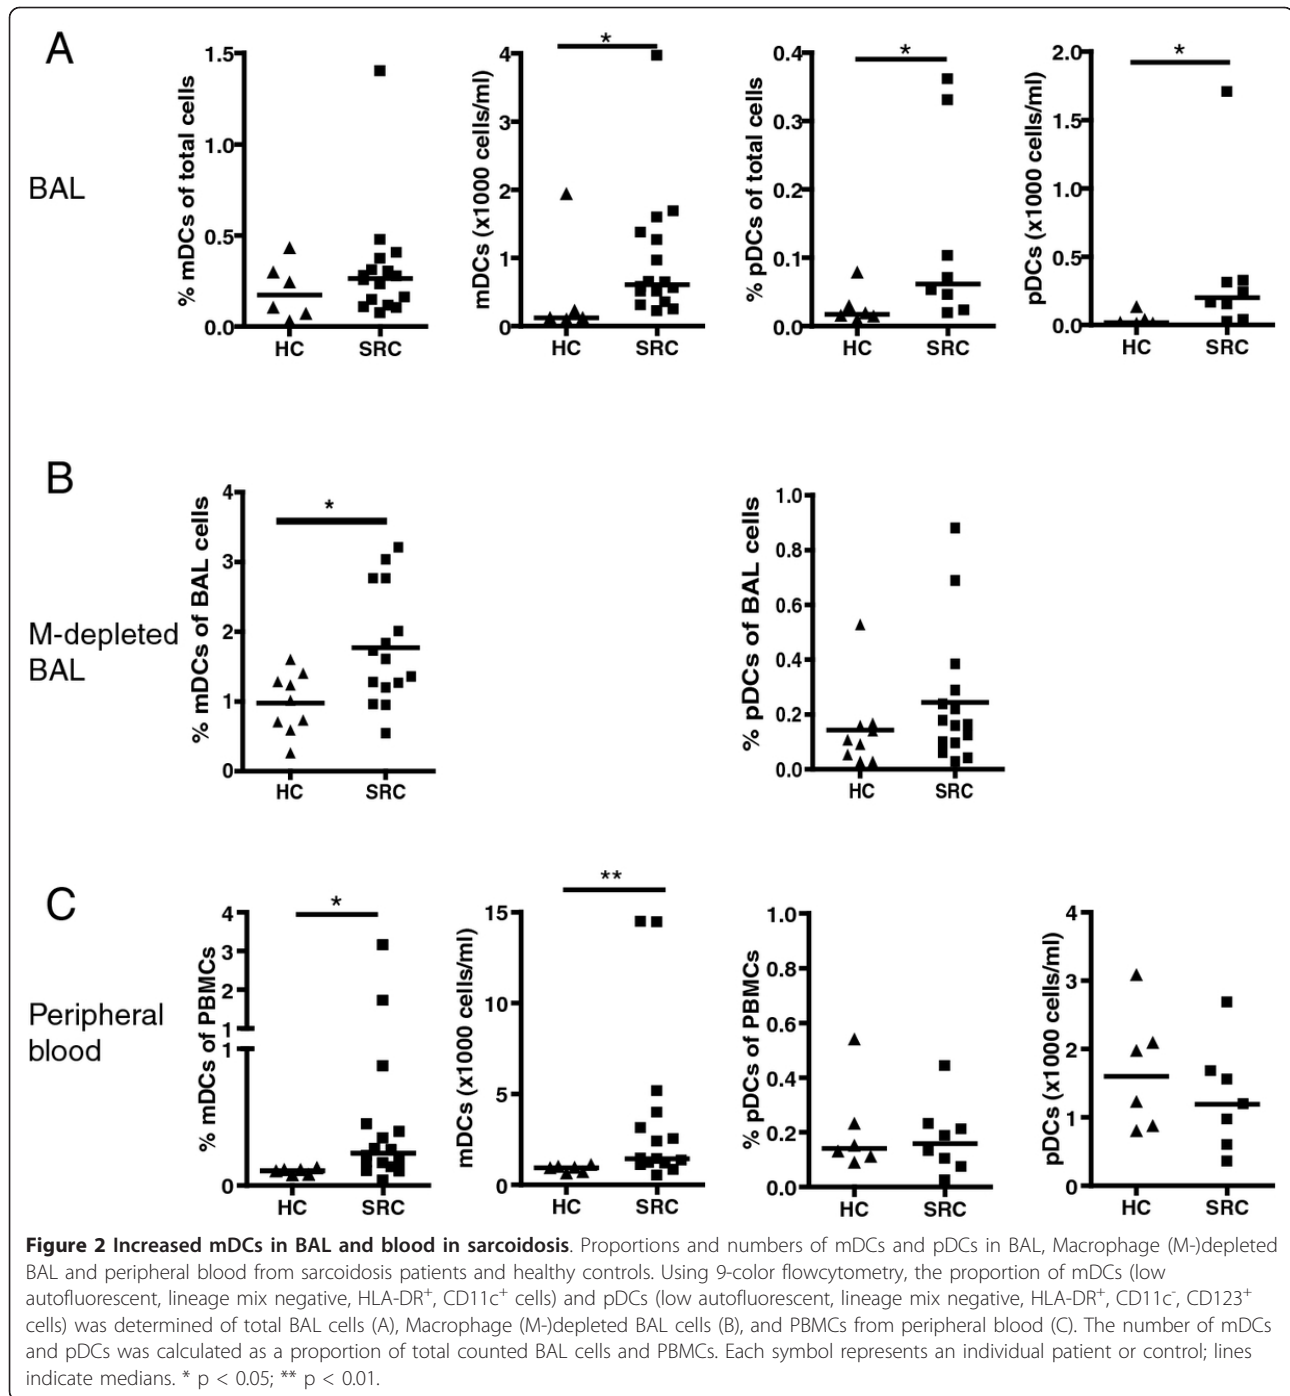 A
BAL
% mDCs of total cells
1.5
1.0
0.5
0.0
HC
SRC
*
mDCs (x1000 cells/ml)
4
4
2
1
0
HC
SRC
*
% pDCs of total cells
0.4
0.3
0.2
0.1
0.0
HC
SRC
*
pDCs (x1000 cells/ml)
2.0
1.5
1.0
0.5
0.0
HC
SRC
B
M-depleted
BAL
*
% mDCs of BAL cells
4
3
2
1
0
HC
SRC
% pDCs of BAL cells
1.0
0.8
0.6
0.4
0.2
0.0
HC
SRC
C
Peripheral
blood
*
% mDCs of PBMCs
4
3
2
1
1
0
HC
SRC
**
mDCs (x1000 cells/ml)
15
10
5
0
HC
SRC
% pDCs of PBMCs
1.0
0.8
0.6
0.4
0.2
0.0
HC
SRC
pDCs (x1000 cells/ml)
4
3
2
1
0
HC
SRC
Figure 2 Increased mDCs in BAL and blood in sarcoidosis. Proportions and numbers of mDCs and pDCs in BAL, Macrophage (M-)depleted
BAL and peripheral blood from sarcoidosis patients and healthy controls. Using 9-color flowcytometry, the proportion of mDCs (low
autofluorescent, lineage mix negative, HLA-DR⁺, CD11c⁺ cells) and pDCs (low autofluorescent, lineage mix negative, HLA-DR⁺, CD11c⁻, CD123⁺
cells) was determined of total BAL cells (A), Macrophage (M-)depleted BAL cells (B), and PBMCs from peripheral blood (C). The number of mDCs
and pDCs was calculated as a proportion of total counted BAL cells and PBMCs. Each symbol represents an individual patient or control; lines
indicate medians. * p < 0.05; ** p < 0.01.